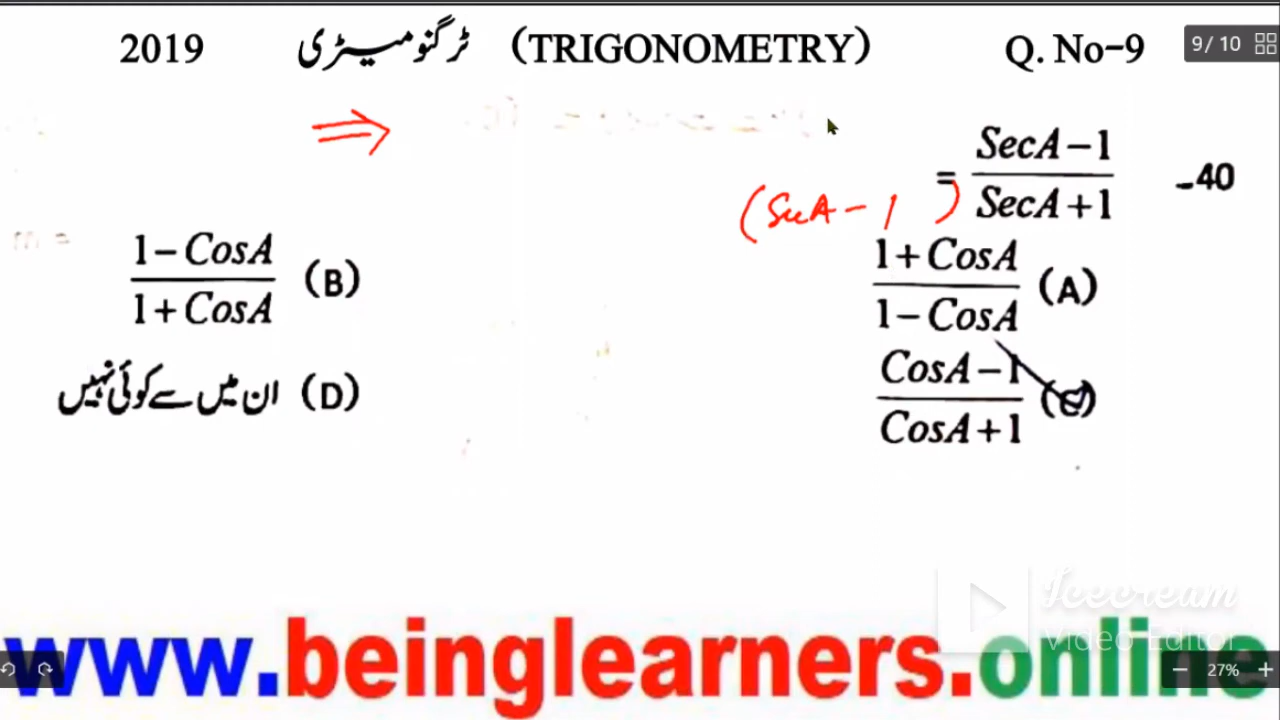 2019 ٹرگنومیٹری (TRIGONOMETRY) Q. No-9
9 / 10
⇒
-40 SecA-1/SecA+1 =
(SecA-1)
(A) 1+CosA/1-CosA
(B) 1-CosA/1+CosA
(C) CosA-1/CosA+1
(D) ان میں سے کوئی نہیں
Icecream
Video Editor
www.beinglearners.online
27%